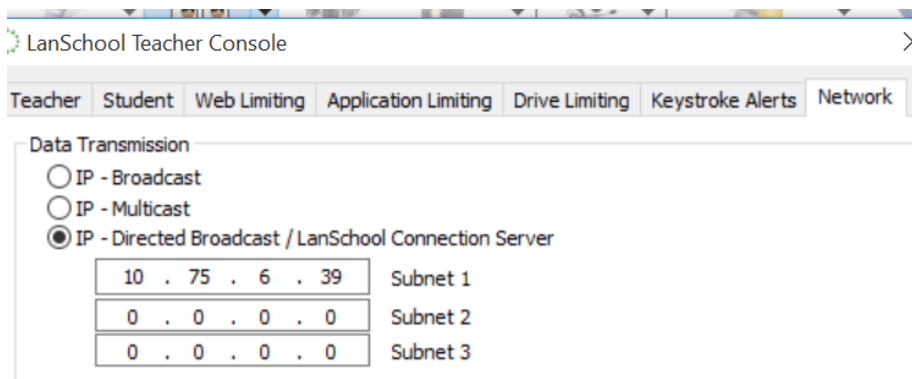 LanSchool Teacher Console
Teacher Student Web Limiting Application Limiting Drive Limiting Keystroke Alerts Network
Data Transmission
IP - Broadcast
IP - Multicast
IP - Directed Broadcast / LanSchool Connection Server
10 . 75 . 6 . 39 Subnet 1
0 . 0 . 0 . 0 Subnet 2
0 . 0 . 0 . 0 Subnet 3